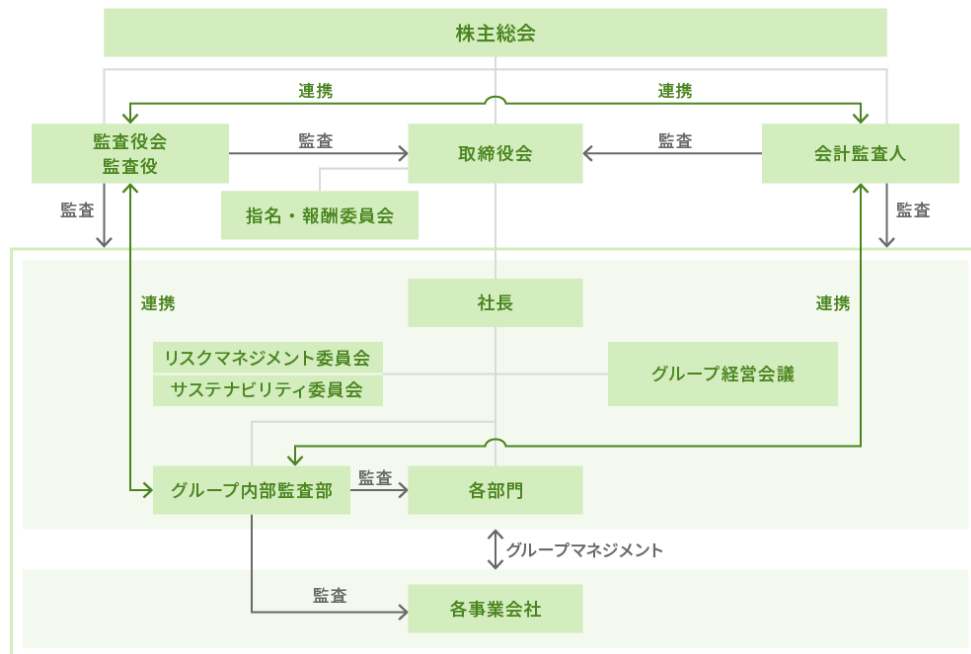 株主総会
連携
連携
監査役会
監査役
監査
取締役会
監査
会計監査人
指名・報酬委員会
監査
監査
社長
連携
連携
リスクマネジメント委員会
サステナビリティ委員会
グループ経営会議
グループ内部監査部
監査
各部門
グループマネジメント
監査
各事業会社